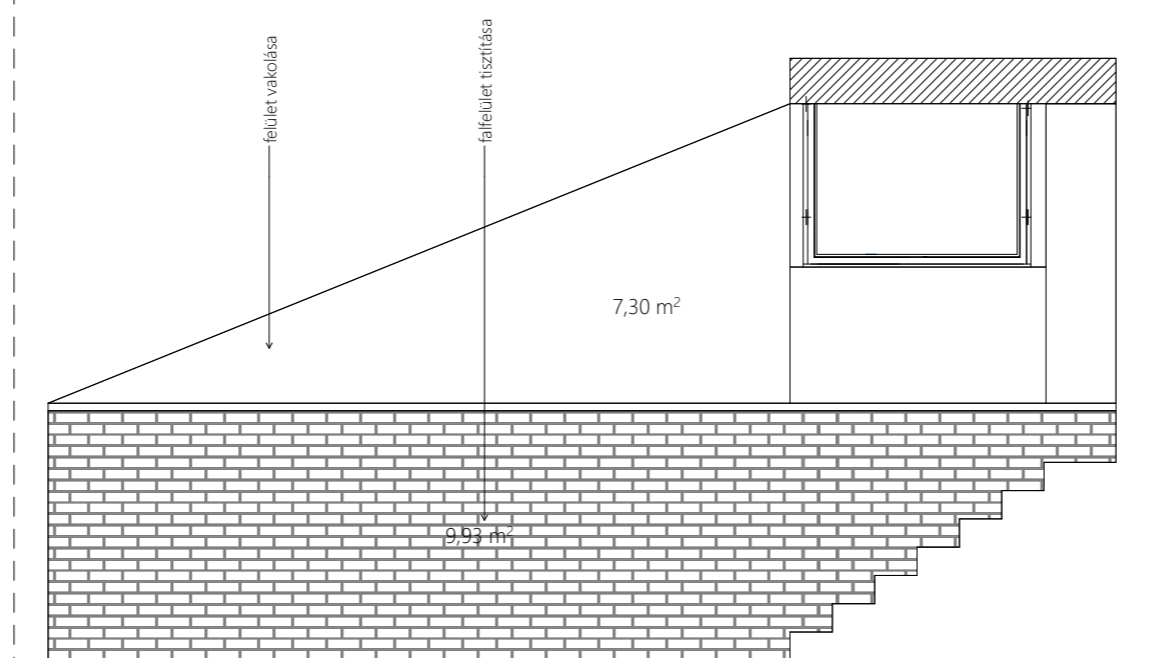 felület vakolása
falfelület tisztítása
7,30 m²
9,93 m²